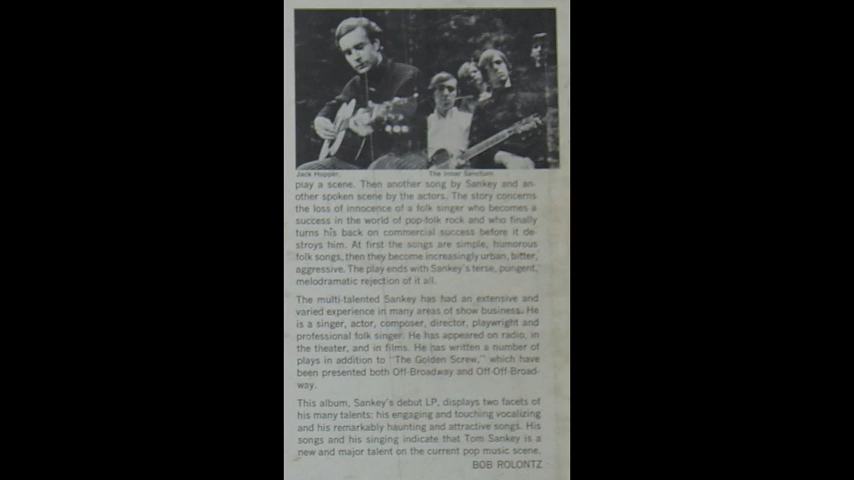 Jack Hopper, The Inner Sanctum
play a scene. Then another song by Sankey and an-
other spoken scene by the actors. The story concerns
the loss of innocence of a folk singer who becomes a
success in the world of pop-folk rock and who finally
turns his back on commercial success before it de-
stroys him. At first the songs are simple, humorous
folk songs, then they become increasingly urban, bitter,
aggressive. The play ends with Sankey's terse, pungent,
melodramatic rejection of it all.
The multi-talented Sankey has had an extensive and
varied experience in many areas of show business. He
is a singer, actor, composer, director, playwright and
professional folk singer. He has appeared on radio, in
the theater, and in films. He has written a number of
plays in addition to "The Golden Screw," which have
been presented both Off-Broadway and Off-Off-Broad-
way.
This album, Sankey's debut LP, displays two facets of
his many talents: his engaging and touching vocalizing
and his remarkably haunting and attractive songs. His
songs and his singing indicate that Tom Sankey is a
new and major talent on the current pop music scene.
BOB ROLONTZ